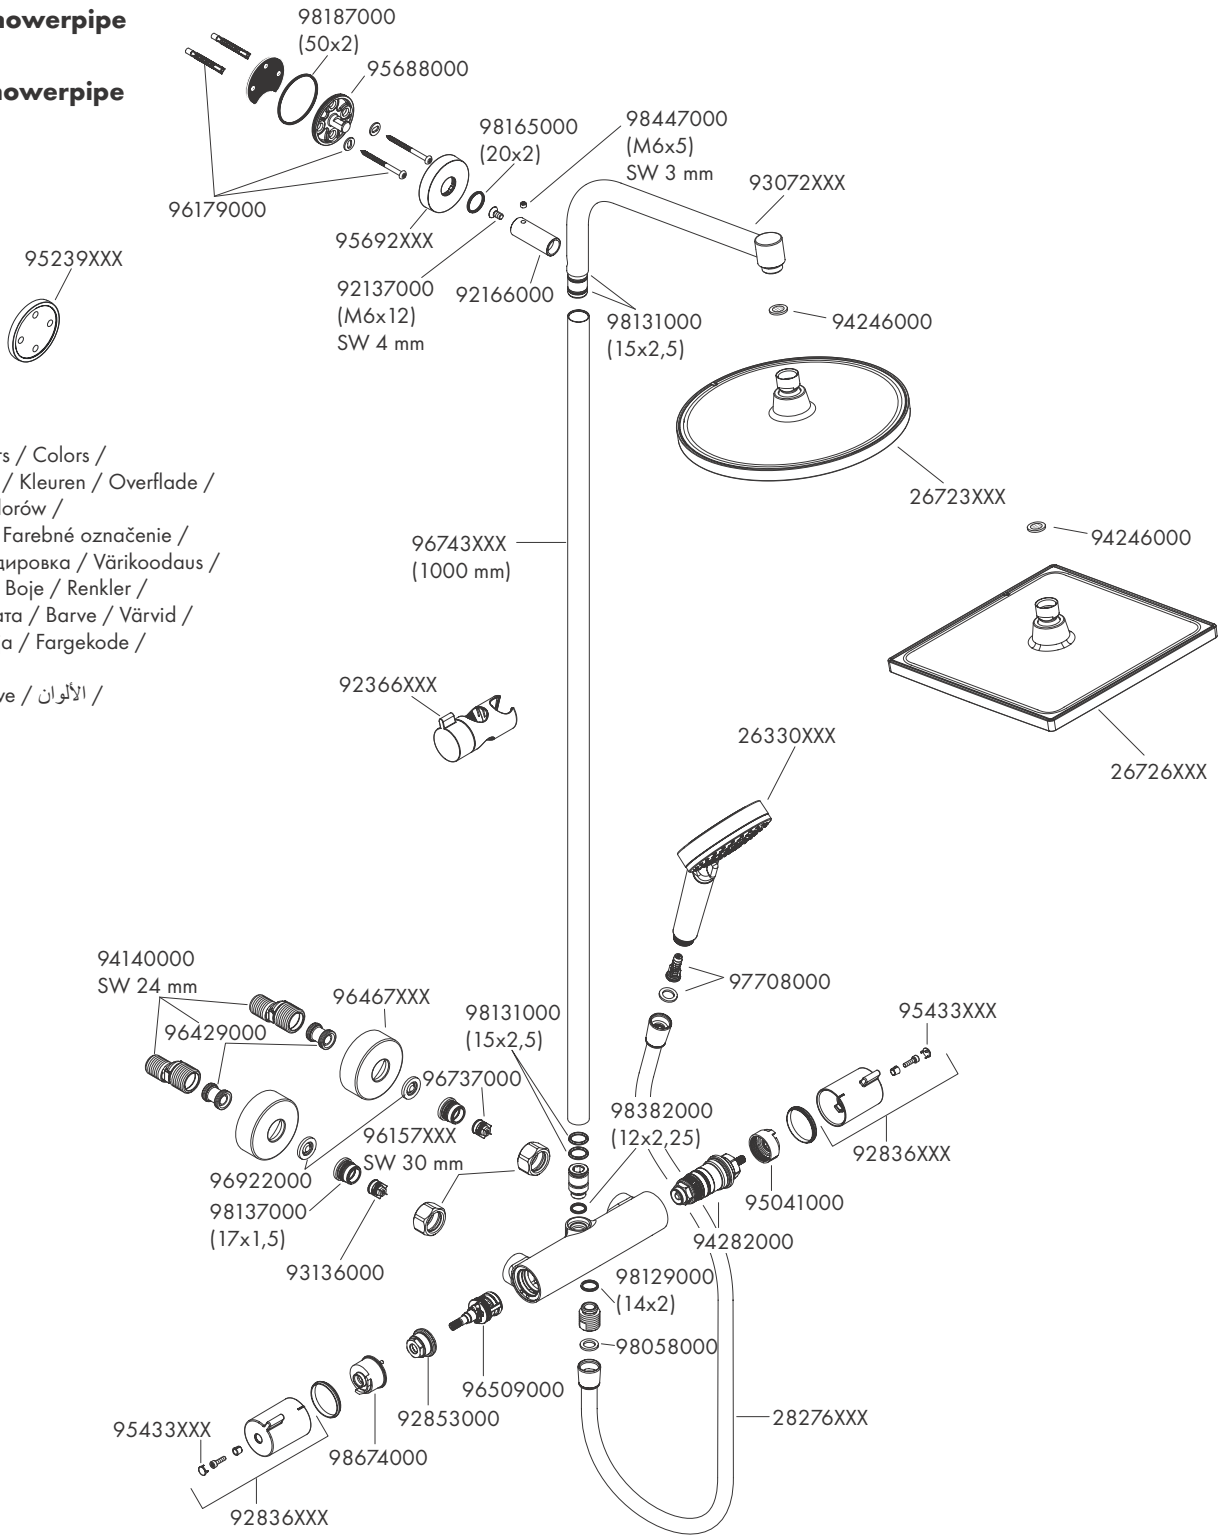 howerpipe
howerpipe
98187000
(50x2)
95688000
98165000
(20x2)
98447000
(M6x5)
SW 3 mm
93072XXX
96179000
95692XXX
95239XXX
92137000
(M6x12)
SW 4 mm
92166000
98131000
(15x2,5)
94246000
26723XXX
rs / Colors /
/ Kleuren / Overflade /
lorów /
Farebné označenie /
дировка / Värikoodaus /
Boje / Renkler /
ата / Barve / Värvid /
a / Fargekode /
ve / الألوان /
96743XXX
(1000 mm)
94246000
92366XXX
26330XXX
26726XXX
94140000
SW 24 mm
96467XXX
98131000
(15x2,5)
97708000
95433XXX
96429000
96737000
98382000
(12x2,25)
96157XXX
SW 30 mm
92836XXX
96922000
95041000
98137000
(17x1,5)
94282000
93136000
98129000
(14x2)
98058000
96509000
92853000
28276XXX
95433XXX
98674000
92836XXX